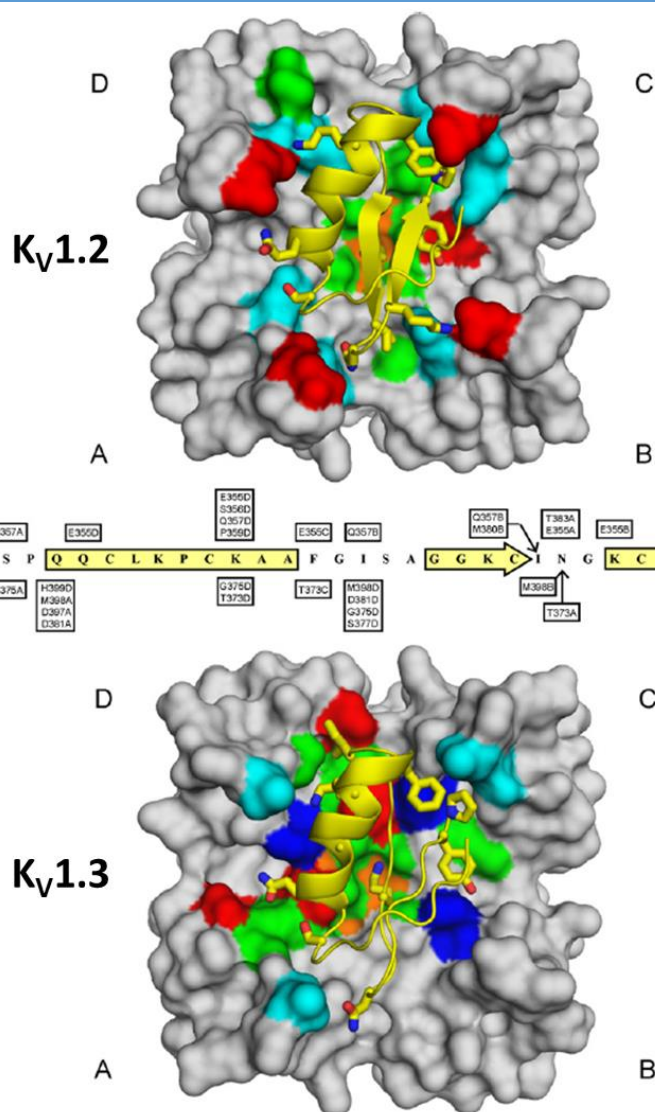 D C
Kv1.2
A B
E355D
S356D
Q357D
P359D
357A E355D E355C Q357B Q357B M380B T383A E355A E355B
S P Q Q C L K P C K A A F G I S A G G K C I N G K C
375A H399D M398A D397A D381A G375D T373D T373C M398D D381D G375D S377D M398B T373A
D C
Kv1.3
A B